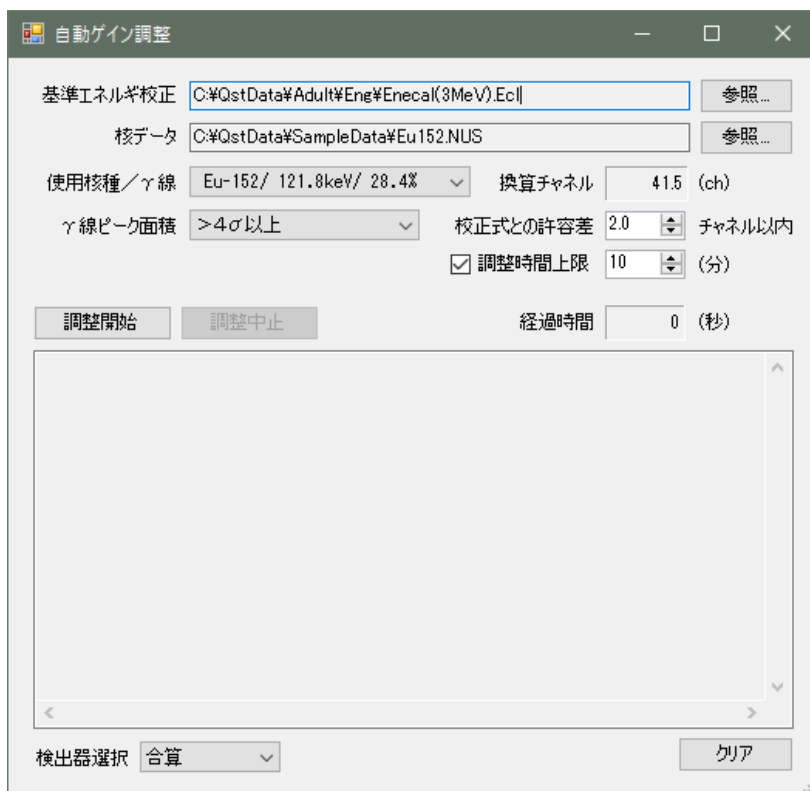 自動ゲイン調整
基準エネルギ校正 C:¥QstData¥Adult¥Eng¥Enecal(3MeV).Ecl 参照...
核データ C:¥QstData¥SampleData¥Eu152.NUS 参照...
使用核種／γ線 Eu-152/ 121.8keV/ 28.4% 換算チャネル 41.5 (ch)
γ線ピーク面積 >4σ以上 校正式との許容差 2.0 チャネル以内
調整時間上限 10 (分)
調整開始 調整中止 経過時間 0 (秒)
検出器選択 合算 クリア